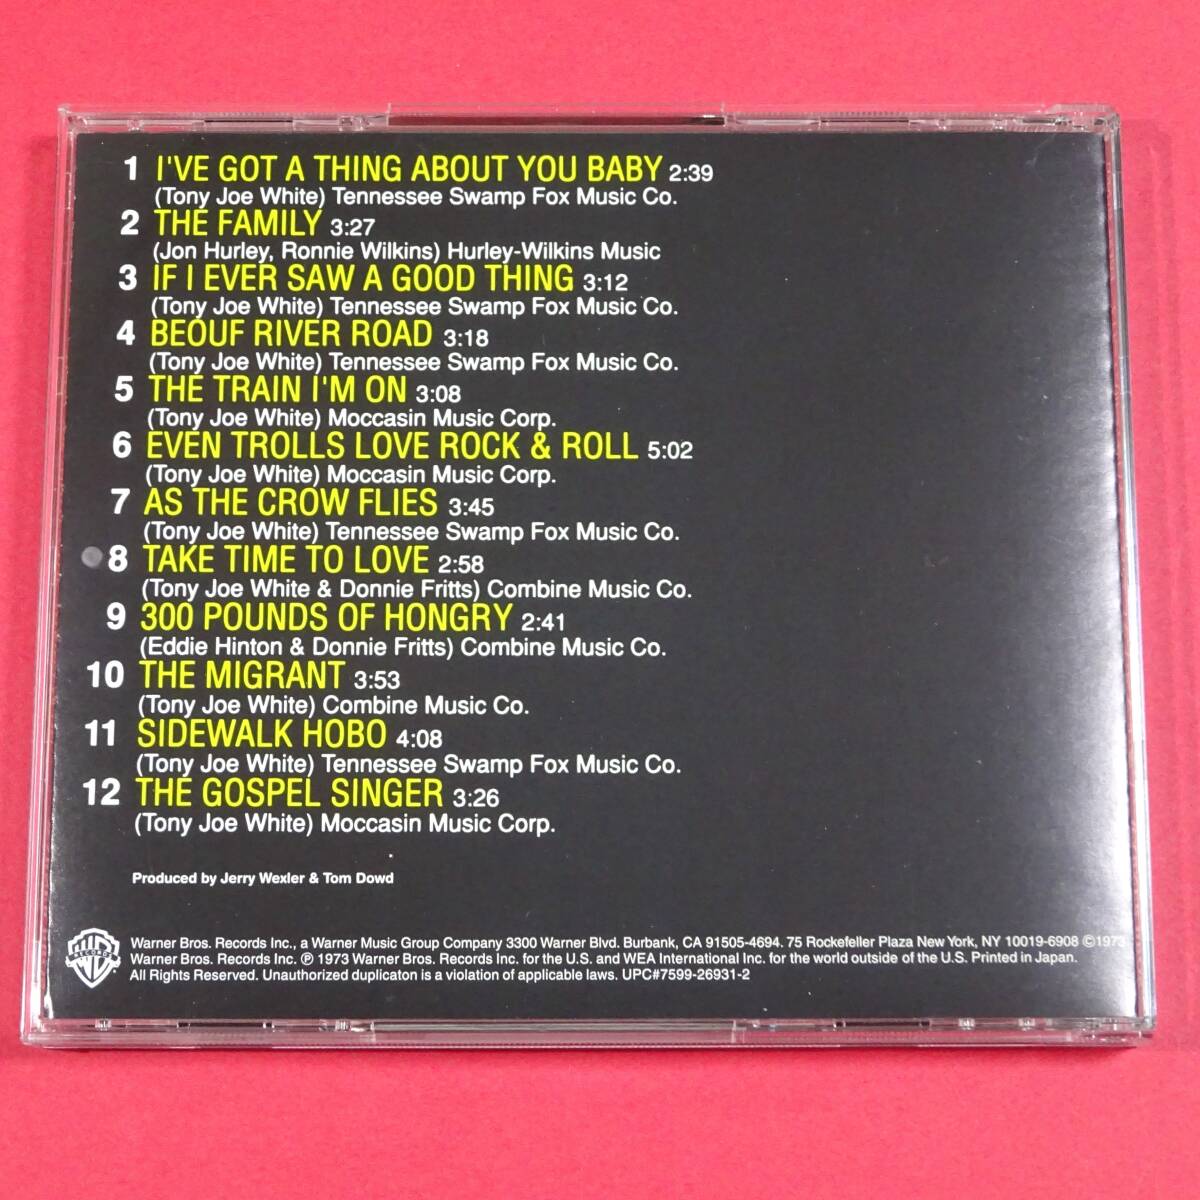 1 I'VE GOT A THING ABOUT YOU BABY 2:39
(Tony Joe White) Tennessee Swamp Fox Music Co.
2 THE FAMILY 3:27
(Jon Hurley, Ronnie Wilkins) Hurley-Wilkins Music
3 IF I EVER SAW A GOOD THING 3:12
(Tony Joe White) Tennessee Swamp Fox Music Co.
4 BEOUF RIVER ROAD 3:18
(Tony Joe White) Tennessee Swamp Fox Music Co.
5 THE TRAIN I'M ON 3:08
(Tony Joe White) Moccasin Music Corp.
6 EVEN TROLLS LOVE ROCK & ROLL 5:02
(Tony Joe White) Moccasin Music Corp.
7 AS THE CROW FLIES 3:45
(Tony Joe White) Tennessee Swamp Fox Music Co.
8 TAKE TIME TO LOVE 2:58
(Tony Joe White & Donnie Fritts) Combine Music Co.
9 300 POUNDS OF HONGRY 2:41
(Eddie Hinton & Donnie Fritts) Combine Music Co.
10 THE MIGRANT 3:53
(Tony Joe White) Combine Music Co.
11 SIDEWALK HOBO 4:08
(Tony Joe White) Tennessee Swamp Fox Music Co.
12 THE GOSPEL SINGER 3:26
(Tony Joe White) Moccasin Music Corp.
Produced by Jerry Wexler & Tom Dowd
WB RECORDS
Warner Bros. Records Inc., a Warner Music Group Company 3300 Warner Blvd. Burbank, CA 91505-4694. 75 Rockefeller Plaza New York, NY 10019-6908 ©1973
Warner Bros. Records Inc. ℗ 1973 Warner Bros. Records Inc. for the U.S. and WEA International Inc. for the world outside of the U.S. Printed in Japan.
All Rights Reserved. Unauthorized duplicaton is a violation of applicable laws. UPC#7599-26931-2